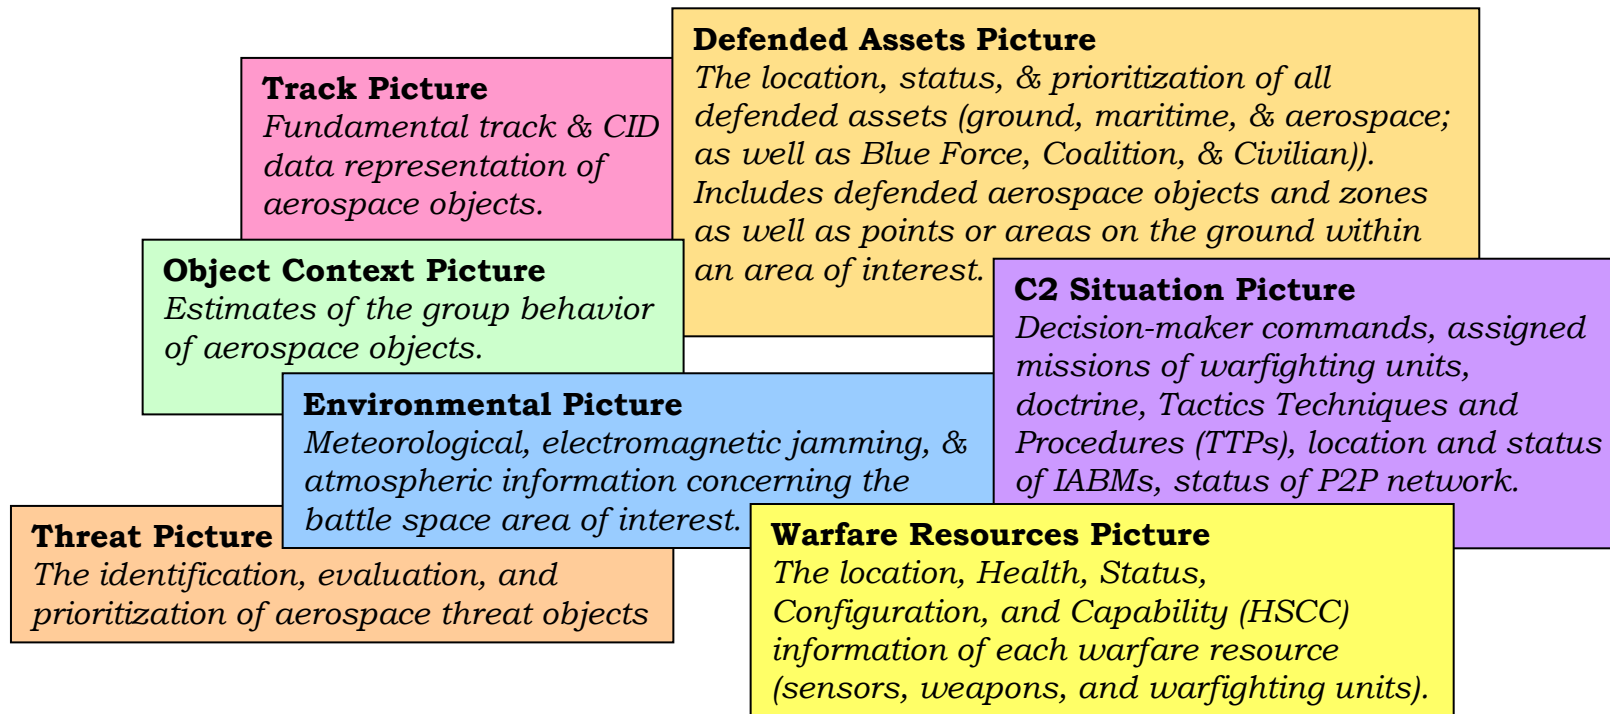 Defended Assets Picture
The location, status, & prioritization of all
defended assets (ground, maritime, & aerospace;
as well as Blue Force, Coalition, & Civilian)).
Includes defended aerospace objects and zones
as well as points or areas on the ground within
an area of interest.
Track Picture
Fundamental track & CID
data representation of
aerospace objects.
Object Context Picture
Estimates of the group behavior
of aerospace objects.
C2 Situation Picture
Decision-maker commands, assigned
missions of warfighting units,
doctrine, Tactics Techniques and
Procedures (TTPs), location and status
of IABMs, status of P2P network.
Environmental Picture
Meteorological, electromagnetic jamming, &
atmospheric information concerning the
battle space area of interest.
Threat Picture
The identification, evaluation, and
prioritization of aerospace threat objects
Warfare Resources Picture
The location, Health, Status,
Configuration, and Capability (HSCC)
information of each warfare resource
(sensors, weapons, and warfighting units).